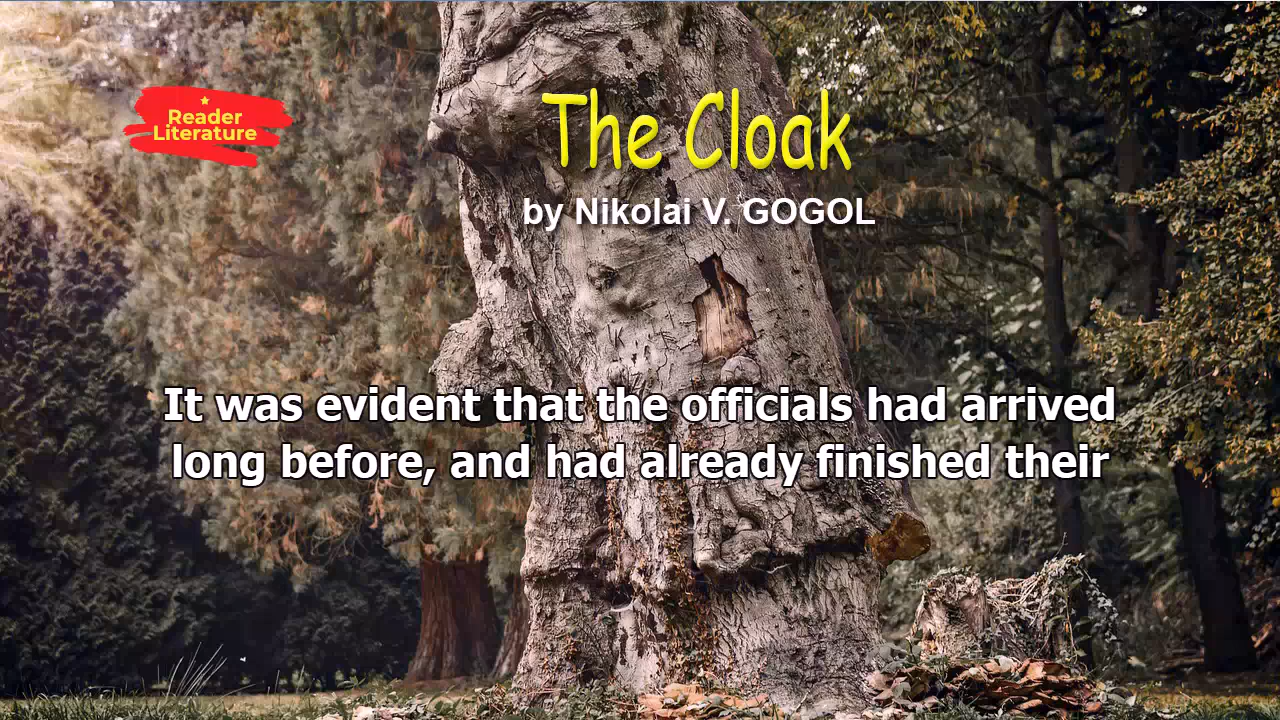 Reader
Literature
The Cloak
by Nikolai V. GOGOL
It was evident that the officials had arrived
long before, and had already finished their